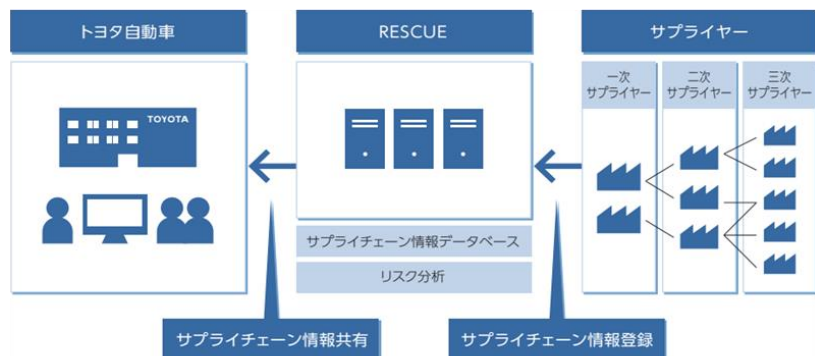 トヨタ自動車
RESCUE
サプライヤー
TOYOTA
一次
サプライヤー
二次
サプライヤー
三次
サプライヤー
サプライチェーン情報データベース
リスク分析
サプライチェーン情報共有
サプライチェーン情報登録